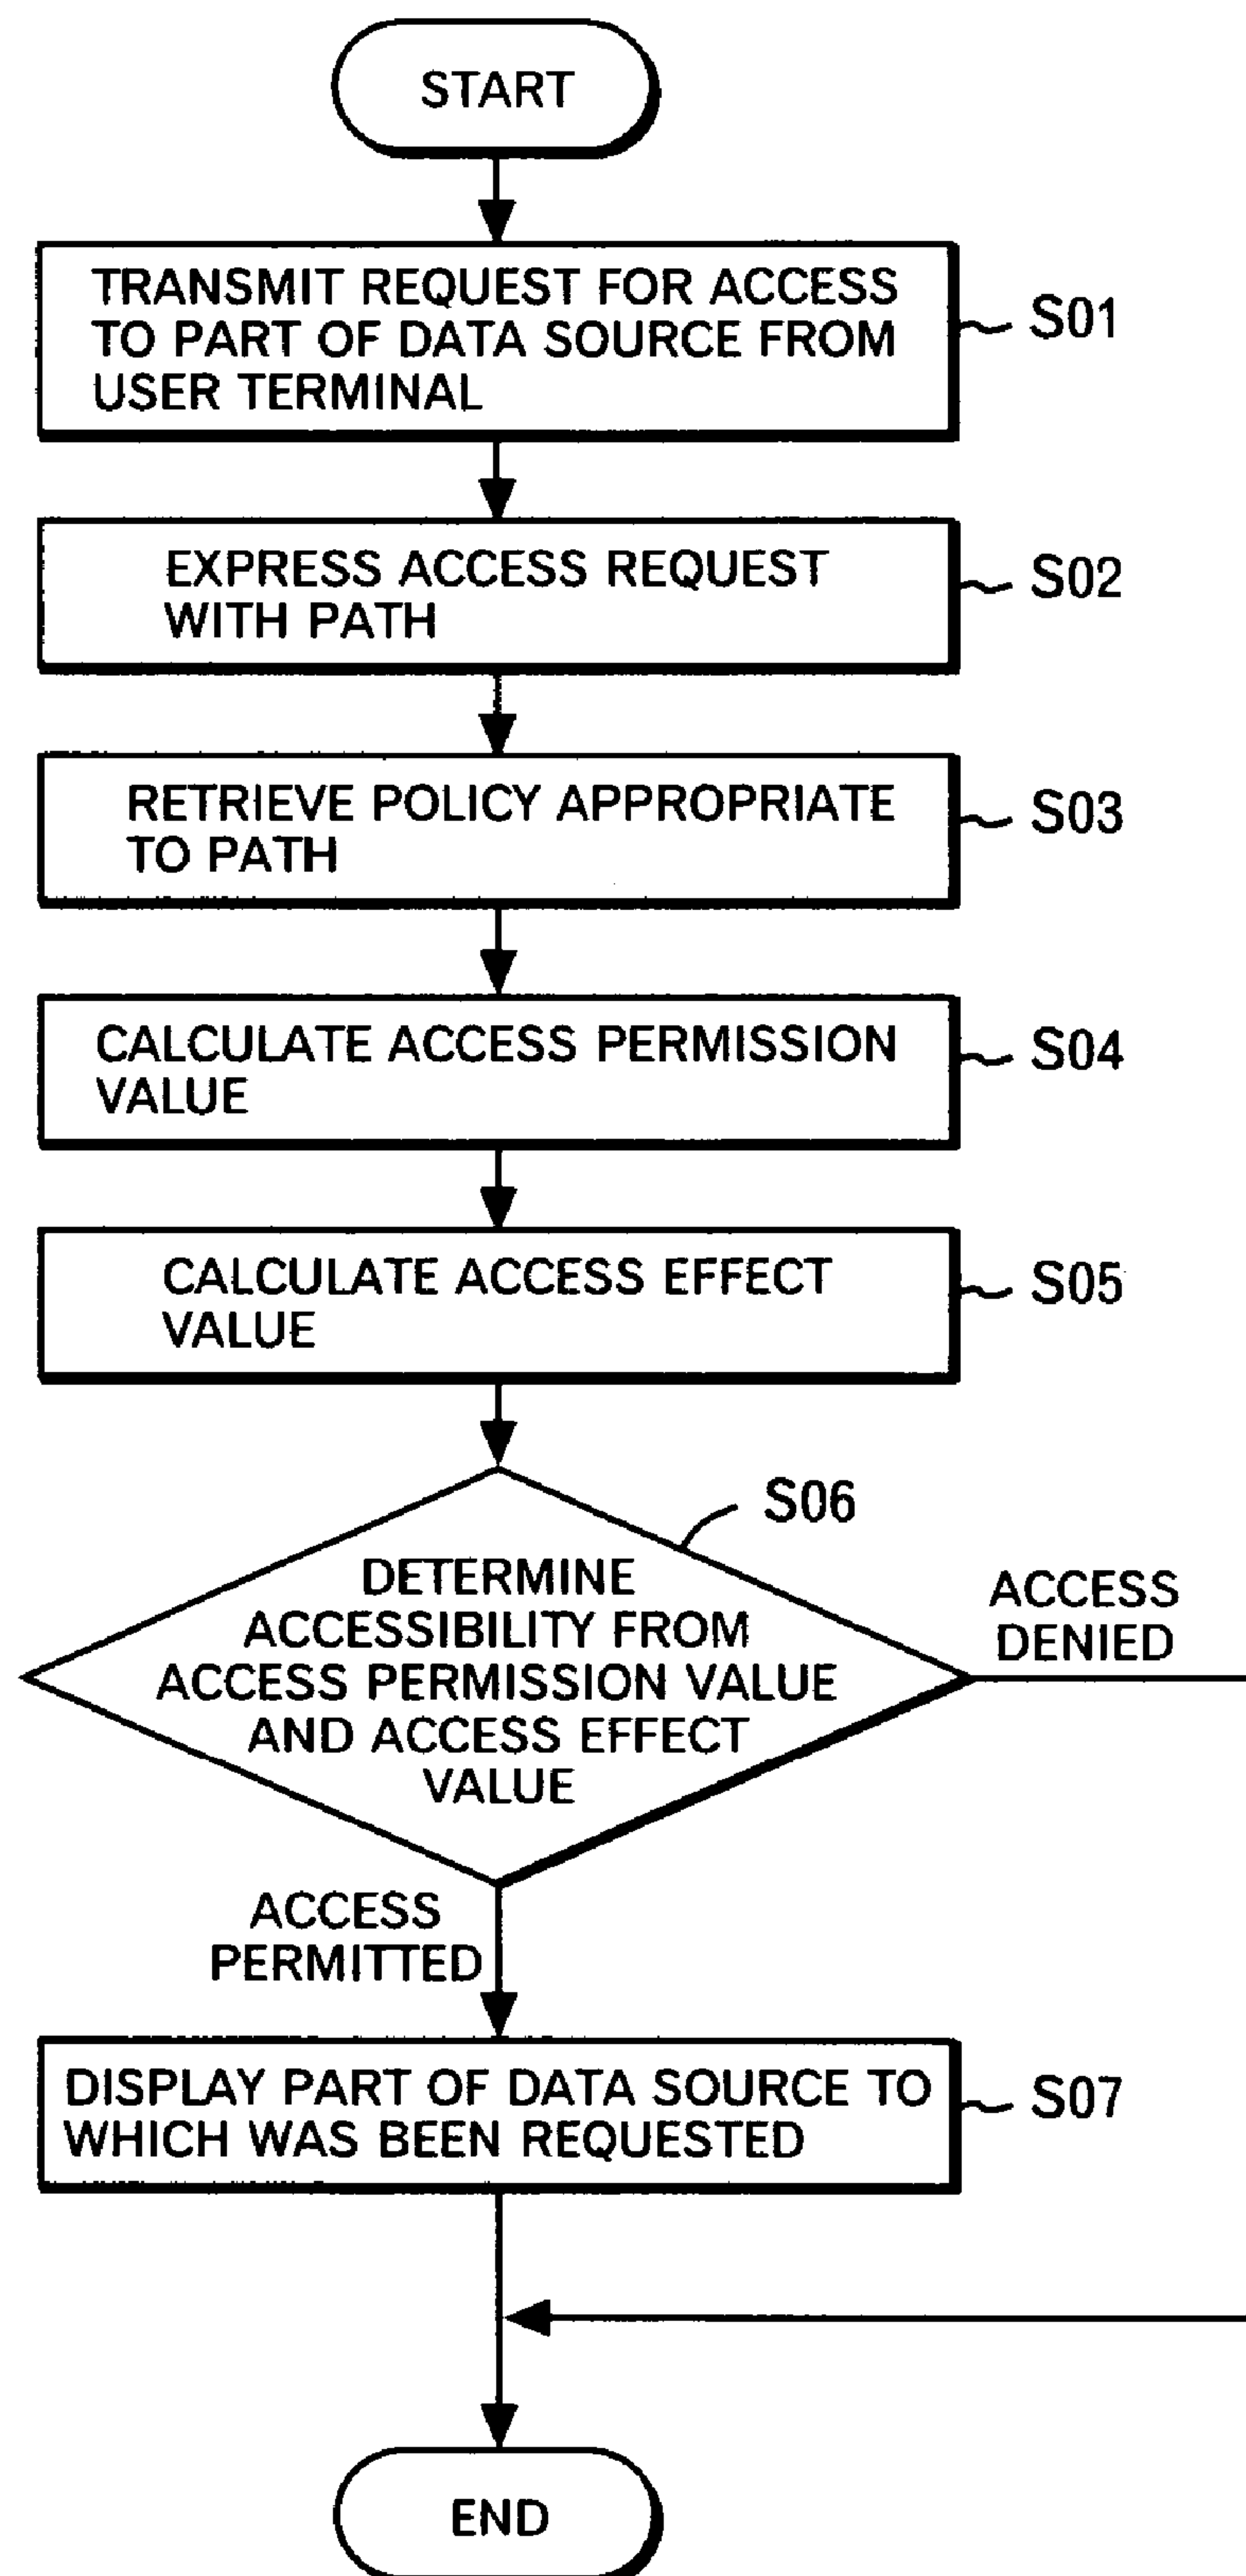 START
TRANSMIT REQUEST FOR ACCESS
TO PART OF DATA SOURCE FROM
USER TERMINAL
S01
EXPRESS ACCESS REQUEST
WITH PATH
S02
RETRIEVE POLICY APPROPRIATE
TO PATH
S03
CALCULATE ACCESS PERMISSION
VALUE
S04
CALCULATE ACCESS EFFECT
VALUE
S05
S06
DETERMINE
ACCESSIBILITY FROM
ACCESS PERMISSION VALUE
AND ACCESS EFFECT
VALUE
ACCESS
DENIED
ACCESS
PERMITTED
DISPLAY PART OF DATA SOURCE TO
WHICH WAS BEEN REQUESTED
S07
END